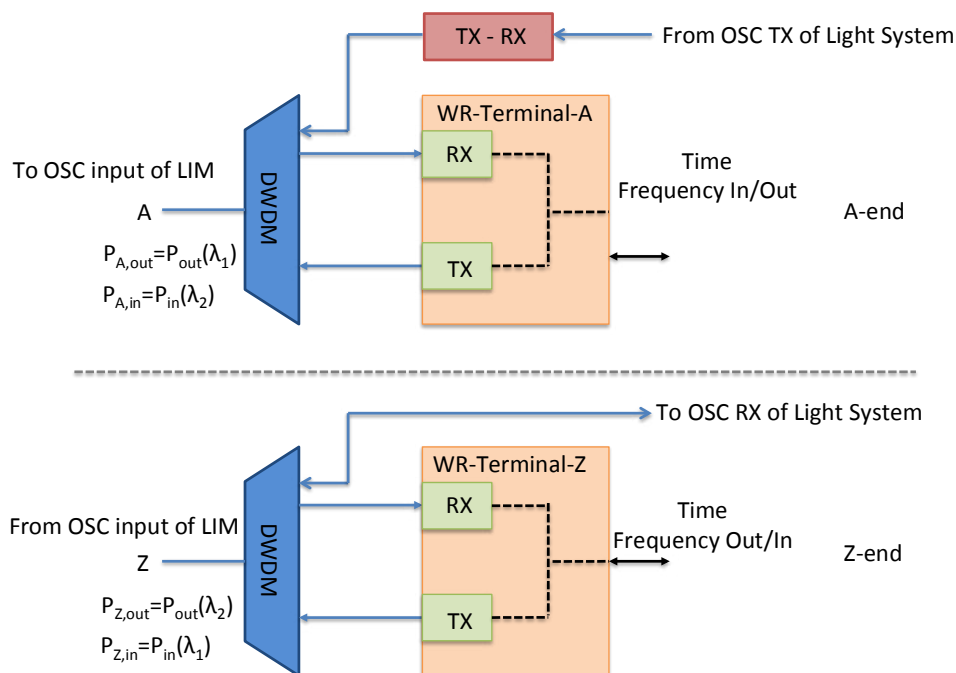 TX - RX
From OSC TX of Light System
WR-Terminal-A
RX
To OSC input of LIM
A
DWDM
Time
Frequency In/Out
A-end
P_A,out=P_out(λ_1)
TX
P_A,in=P_in(λ_2)
To OSC RX of Light System
WR-Terminal-Z
RX
From OSC input of LIM
Z
DWDM
Time
Frequency Out/In
Z-end
P_Z,out=P_out(λ_2)
TX
P_Z,in=P_in(λ_1)